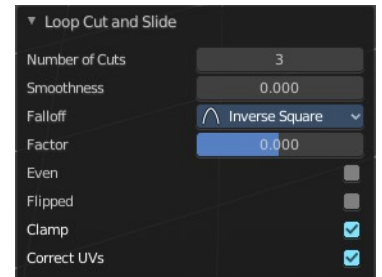 Loop Cut and Slide
Number of Cuts 3
Smoothness 0.000
Falloff Inverse Square
Factor 0.000
Even
Flipped
Clamp
Correct UVs